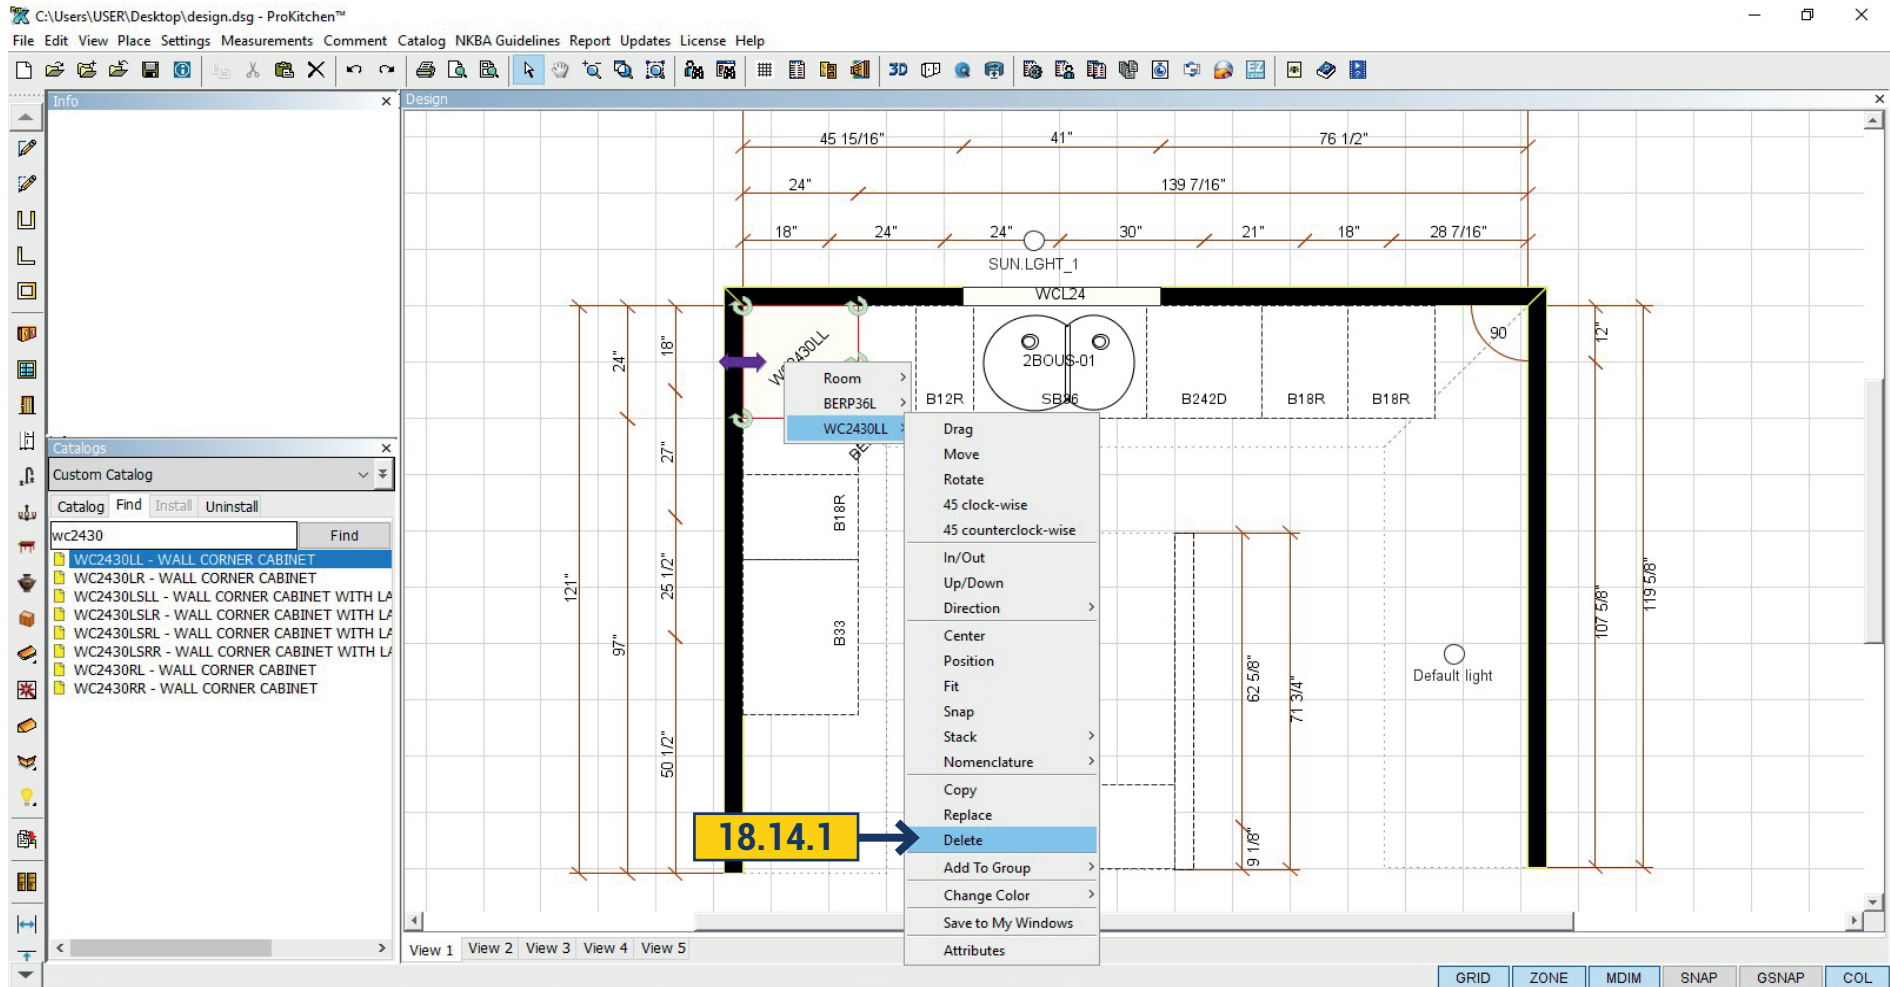 C:\Users\USER\Desktop\design.dsg - ProKitchen™
File Edit View Place Settings Measurements Comment Catalog NKBA Guidelines Report Updates License Help
3D
EZ
Info
Design
45 15/16" 41" 76 1/2"
24" 139 7/16"
18" 24" 24" 30" 21" 18" 28 7/16"
SUN.LGHT_1
WCL24
WC2430LL
2BOUS-01
90
12"
18"
24"
Room
BERP36L
WC2430LL
B12R
SB36
B242D
B18R
B18R
27"
B18R
25 1/2"
121"
97"
B33
50 1/2"
62 5/8"
71 3/4"
9 1/8"
107 5/8"
119 5/8"
Default light
Drag
Move
Rotate
45 clock-wise
45 counterclock-wise
In/Out
Up/Down
Direction
Center
Position
Fit
Snap
Stack
Nomenclature
Copy
Replace
Delete
Add To Group
Change Color
Save to My Windows
Attributes
18.14.1
Catalogs
Custom Catalog
Catalog Find Install Uninstall
wc2430 Find
WC2430LL - WALL CORNER CABINET
WC2430LR - WALL CORNER CABINET
WC2430LSLL - WALL CORNER CABINET WITH LA
WC2430LSLR - WALL CORNER CABINET WITH LA
WC2430LSRL - WALL CORNER CABINET WITH LA
WC2430LSRR - WALL CORNER CABINET WITH LA
WC2430RL - WALL CORNER CABINET
WC2430RR - WALL CORNER CABINET
View 1 View 2 View 3 View 4 View 5
GRID ZONE MDIM SNAP GSNAP COL